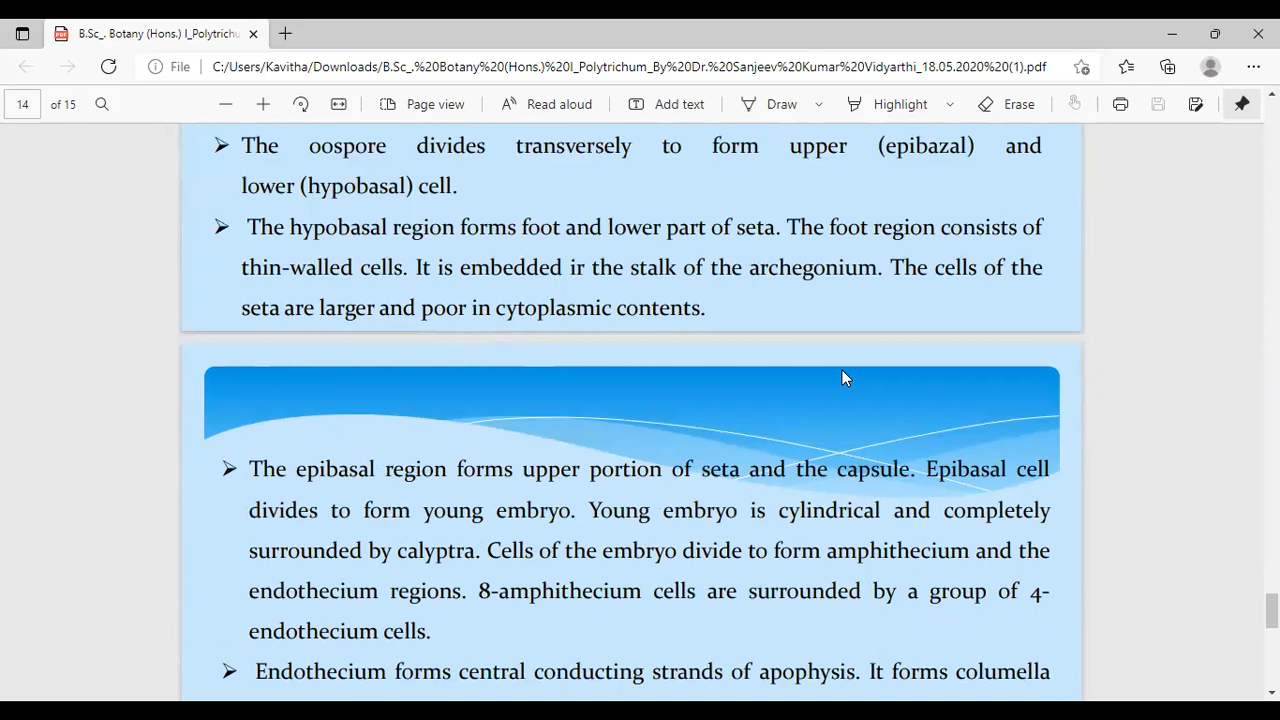 B.Sc_. Botany (Hons.) I_Polytrichu
File
C:/Users/Kavitha/Downloads/B.Sc_.%20Botany%20(Hons.)%20I_Polytrichum_By%20Dr.%20Sanjeev%20Kumar%20Vidyarthi_18.05.2020%20(1).pdf
14 of 15 Page view Read aloud Add text Draw Highlight Erase
➢ The oospore divides transversely to form upper (epibazal) and
lower (hypobasal) cell.
➢ The hypobasal region forms foot and lower part of seta. The foot region consists of
thin-walled cells. It is embedded ir the stalk of the archegonium. The cells of the
seta are larger and poor in cytoplasmic contents.
➢ The epibasal region forms upper portion of seta and the capsule. Epibasal cell
divides to form young embryo. Young embryo is cylindrical and completely
surrounded by calyptra. Cells of the embryo divide to form amphithecium and the
endothecium regions. 8-amphithecium cells are surrounded by a group of 4-
endothecium cells.
➢ Endothecium forms central conducting strands of apophysis. It forms columella